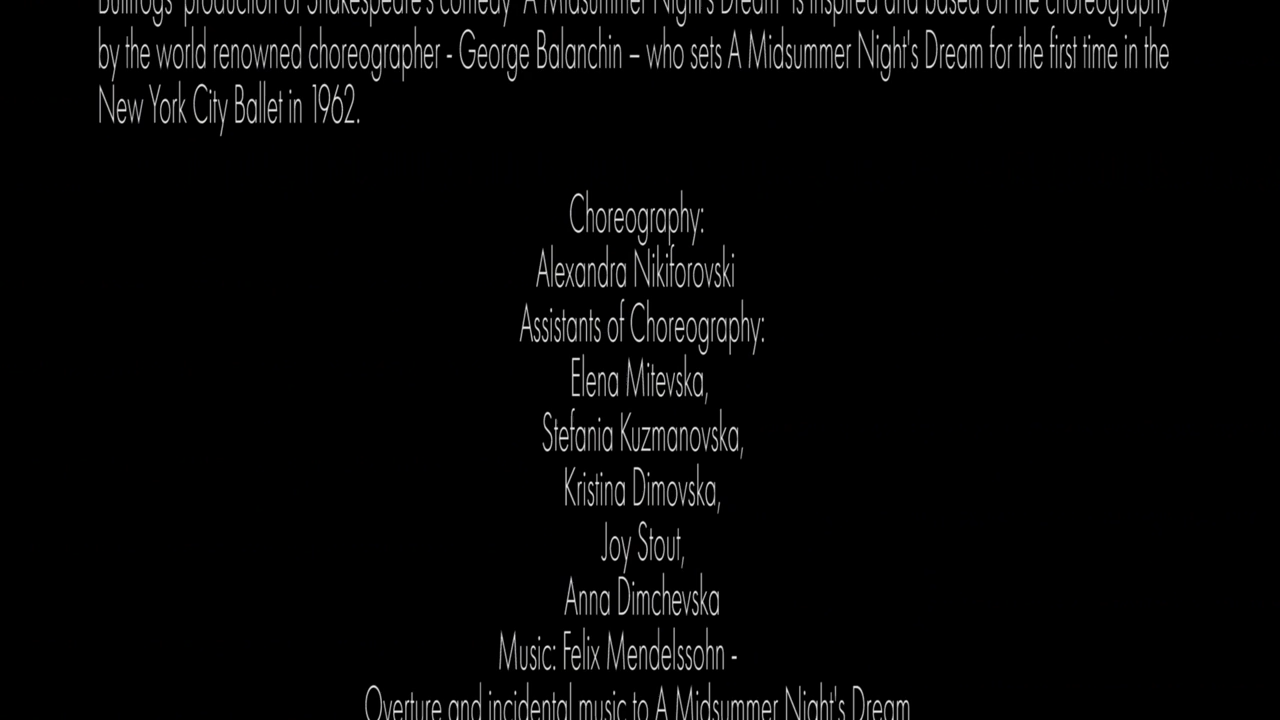 Bullfrogs' production of Shakespeare's comedy "A Midsummer Night's Dream" is inspired and based on the choreography
by the world renowned choreographer - George Balanchin – who sets A Midsummer Night's Dream for the first time in the
New York City Ballet in 1962.
Choreography:
Alexandra Nikiforovski
Assistants of Choreography:
Elena Mitevska,
Stefania Kuzmanovska,
Kristina Dimovska,
Joy Stout,
Anna Dimchevska
Music: Felix Mendelssohn -
Overture and incidental music to A Midsummer Night's Dream